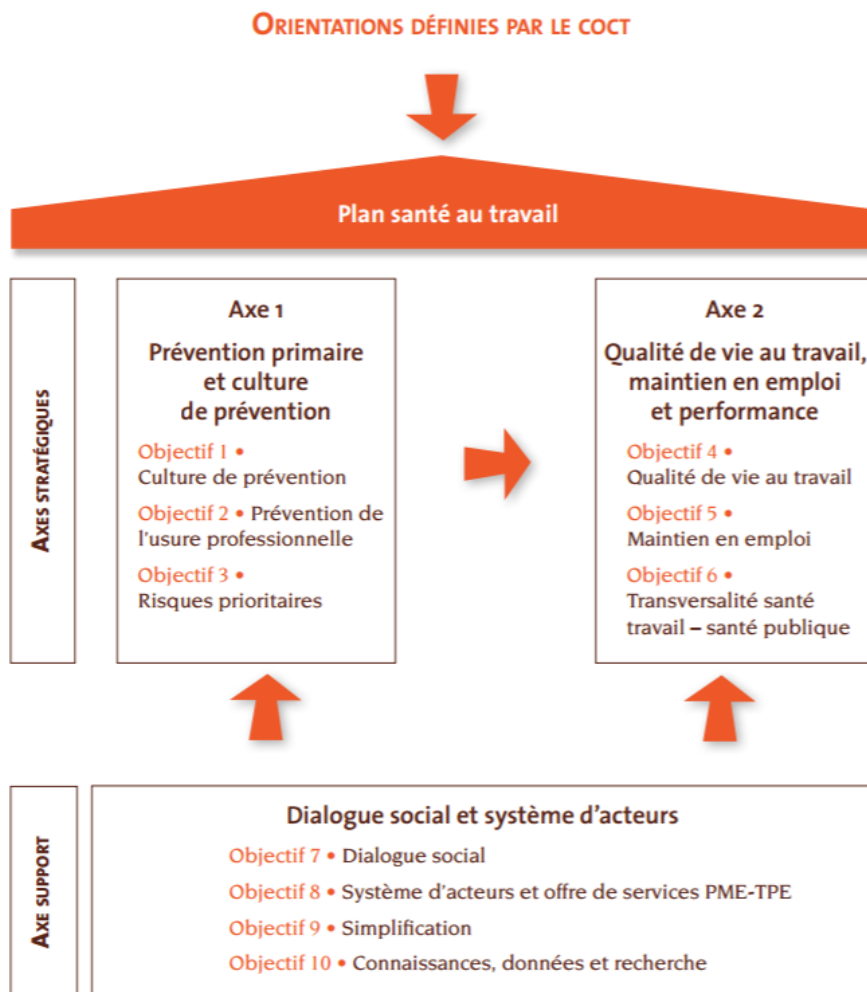 ORIENTATIONS DÉFINIES PAR LE COCT
Plan santé au travail
AXES STRATÉGIQUES
Axe 1
Prévention primaire
et culture
de prévention
Objectif 1 •
Culture de prévention
Objectif 2 • Prévention de
l'usure professionnelle
Objectif 3 •
Risques prioritaires
Axe 2
Qualité de vie au travail,
maintien en emploi
et performance
Objectif 4 •
Qualité de vie au travail
Objectif 5 •
Maintien en emploi
Objectif 6 •
Transversalité santé
travail – santé publique
AXE SUPPORT
Dialogue social et système d'acteurs
Objectif 7 • Dialogue social
Objectif 8 • Système d'acteurs et offre de services PME-TPE
Objectif 9 • Simplification
Objectif 10 • Connaissances, données et recherche